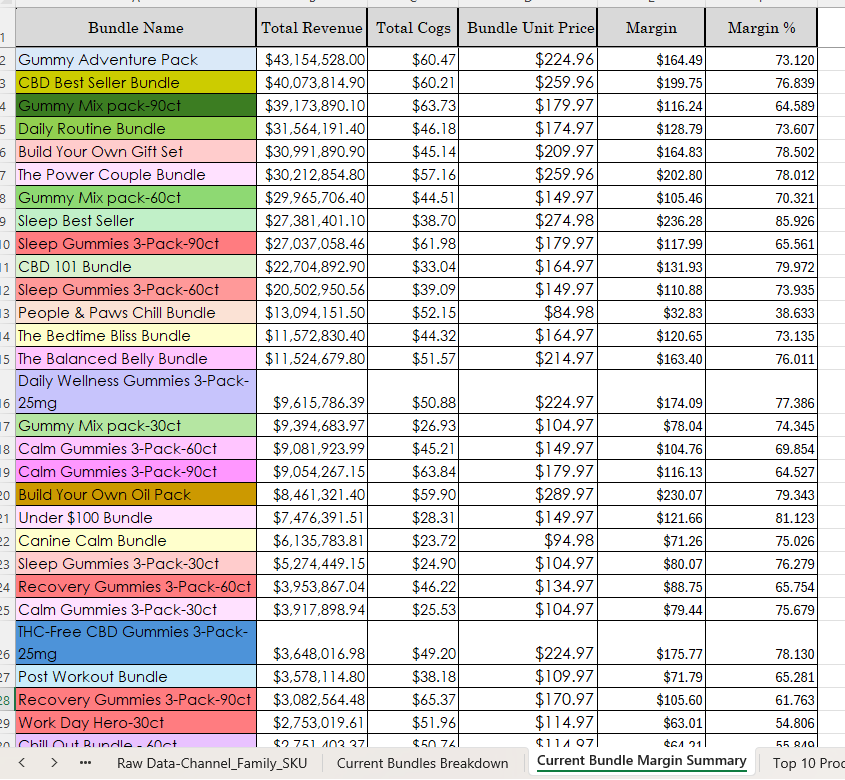 Bundle Name Total Revenue Total Cogs Bundle Unit Price Margin Margin %
1
2 Gummy Adventure Pack $43,154,528.00 $60.47 $224.96 $164.49 73.120
3 CBD Best Seller Bundle $40,073,814.90 $60.21 $259.96 $199.75 76.839
4 Gummy Mix pack-90ct $39,173,890.10 $63.73 $179.97 $116.24 64.589
5 Daily Routine Bundle $31,564,191.40 $46.18 $174.97 $128.79 73.607
6 Build Your Own Gift Set $30,991,890.90 $45.14 $209.97 $164.83 78.502
7 The Power Couple Bundle $30,212,854.80 $57.16 $259.96 $202.80 78.012
8 Gummy Mix pack-60ct $29,965,706.40 $44.51 $149.97 $105.46 70.321
9 Sleep Best Seller $27,381,401.10 $38.70 $274.98 $236.28 85.926
10 Sleep Gummies 3-Pack-90ct $27,037,058.46 $61.98 $179.97 $117.99 65.561
11 CBD 101 Bundle $22,704,892.90 $33.04 $164.97 $131.93 79.972
12 Sleep Gummies 3-Pack-60ct $20,502,950.56 $39.09 $149.97 $110.88 73.935
13 People & Paws Chill Bundle $13,094,151.50 $52.15 $84.98 $32.83 38.633
14 The Bedtime Bliss Bundle $11,572,830.40 $44.32 $164.97 $120.65 73.135
15 The Balanced Belly Bundle $11,524,679.80 $51.57 $214.97 $163.40 76.011
Daily Wellness Gummies 3-Pack-
16 25mg $9,615,786.39 $50.88 $224.97 $174.09 77.386
17 Gummy Mix pack-30ct $9,394,683.97 $26.93 $104.97 $78.04 74.345
18 Calm Gummies 3-Pack-60ct $9,081,923.99 $45.21 $149.97 $104.76 69.854
19 Calm Gummies 3-Pack-90ct $9,054,267.15 $63.84 $179.97 $116.13 64.527
20 Build Your Own Oil Pack $8,461,321.40 $59.90 $289.97 $230.07 79.343
21 Under $100 Bundle $7,476,391.51 $28.31 $149.97 $121.66 81.123
22 Canine Calm Bundle $6,135,783.81 $23.72 $94.98 $71.26 75.026
23 Sleep Gummies 3-Pack-30ct $5,274,449.15 $24.90 $104.97 $80.07 76.279
24 Recovery Gummies 3-Pack-60ct $3,953,867.04 $46.22 $134.97 $88.75 65.754
25 Calm Gummies 3-Pack-30ct $3,917,898.94 $25.53 $104.97 $79.44 75.679
THC-Free CBD Gummies 3-Pack-
26 25mg $3,648,016.98 $49.20 $224.97 $175.77 78.130
27 Post Workout Bundle $3,578,114.80 $38.18 $109.97 $71.79 65.281
28 Recovery Gummies 3-Pack-90ct $3,082,564.48 $65.37 $170.97 $105.60 61.763
29 Work Day Hero-30ct $2,753,019.61 $51.96 $114.97 $63.01 54.806
30 Chill Out Bundle - 60ct $2,751,403.37 $50.76 $114.97 $64.21 55.849
Raw Data-Channel_Family_SKU Current Bundles Breakdown Current Bundle Margin Summary Top 10